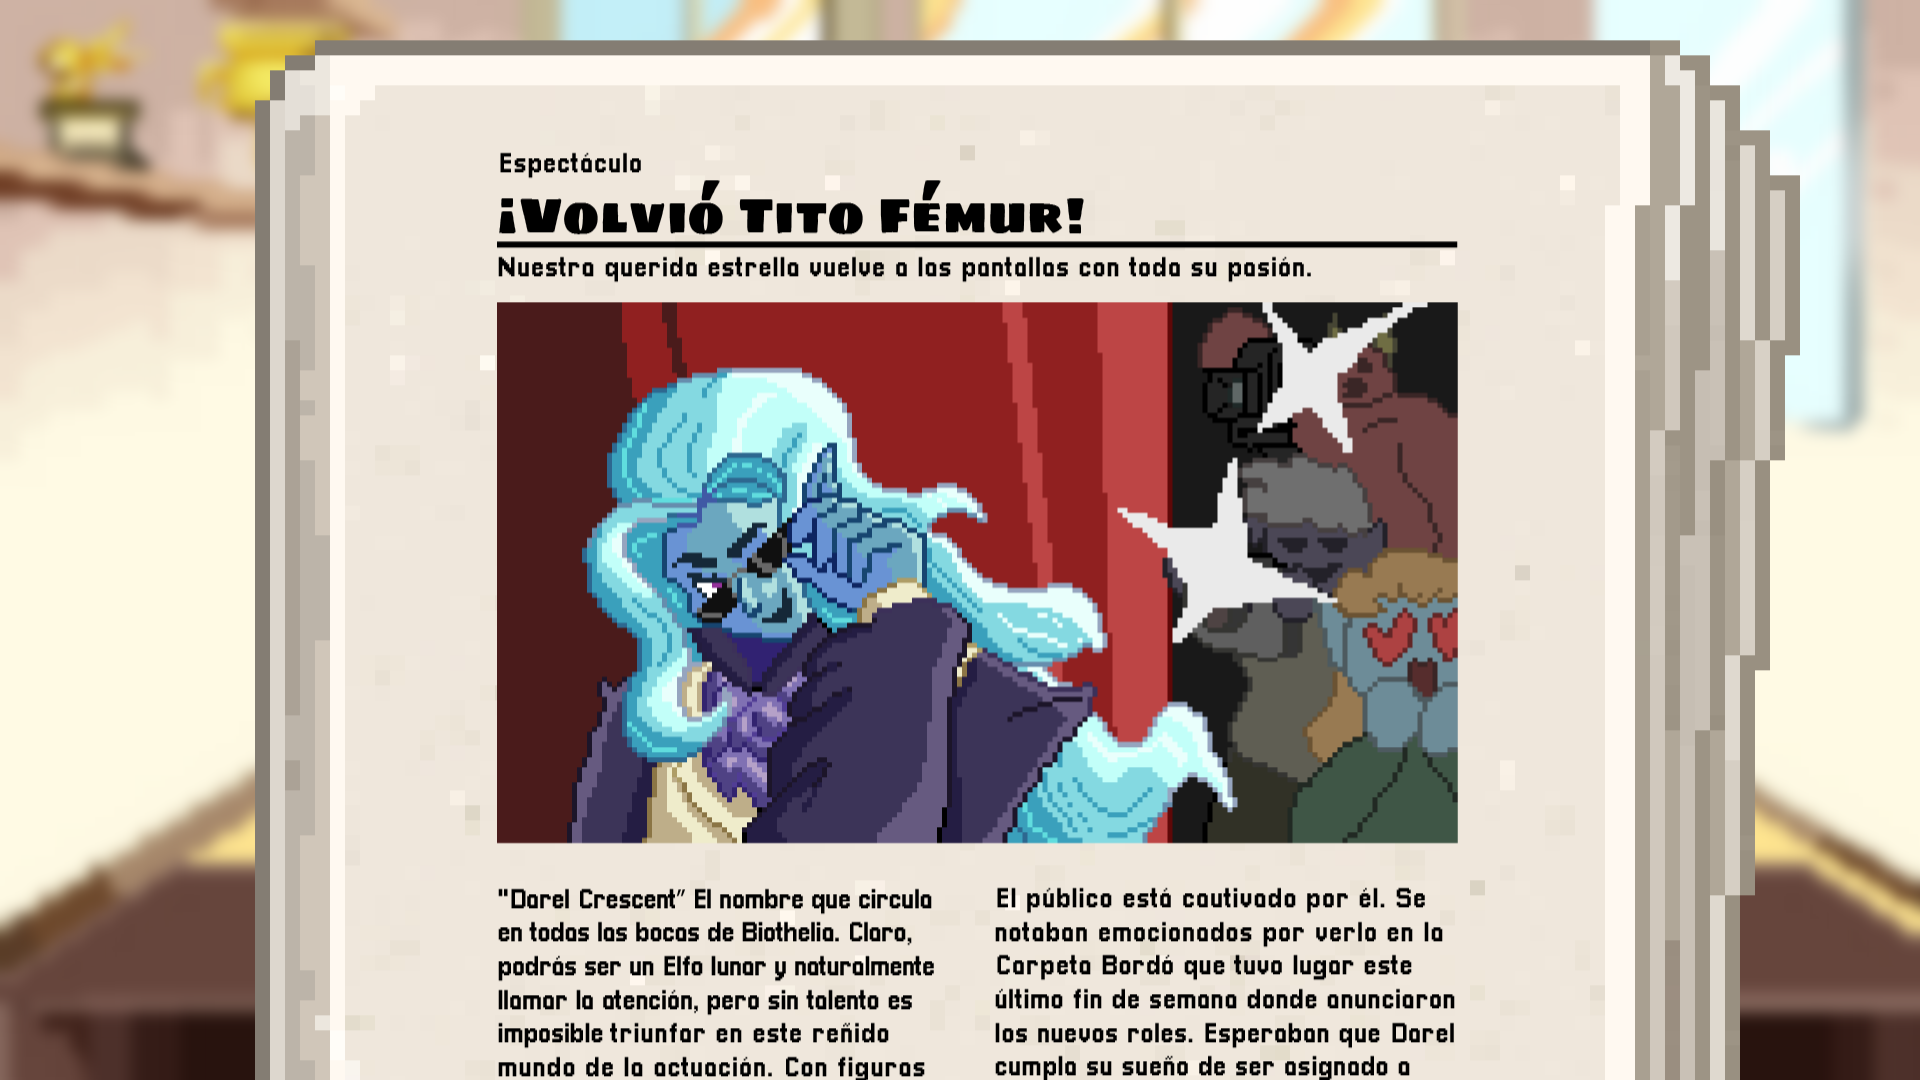 Espectáculo
¡Volvió Tito Fémur!
Nuestra querida estrella vuelve a las pantallas con toda su pasión.
"Darel Crescent" El nombre que circula
en todas las bocas de Biothelia. Claro,
podrás ser un Elfo lunar y naturalmente
llamar la atención, pero sin talento es
imposible triunfar en este reñido
mundo de la actuación. Con figuras
El público está cautivado por él. Se
notaban emocionados por verlo en la
Carpeta Bordó que tuvo lugar este
último fin de semana donde anunciaron
los nuevos roles. Esperaban que Darel
cumpla su sueño de ser asignado a